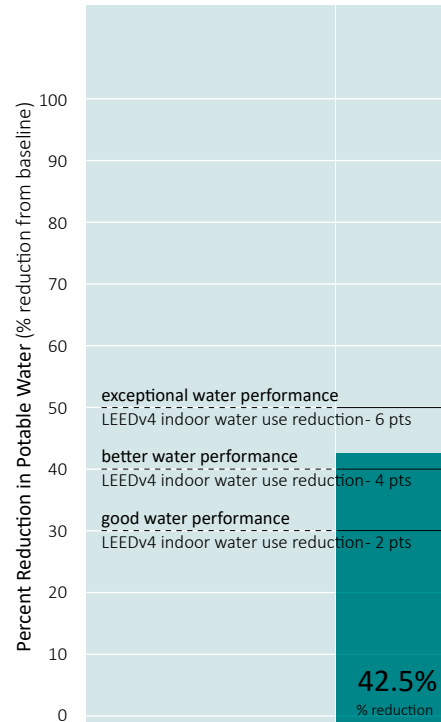 Percent Reduction in Potable Water (% reduction from baseline)
100
90
80
70
60
exceptional water performance
50
LEEDv4 indoor water use reduction - 6 pts
better water performance
40
LEEDv4 indoor water use reduction - 4 pts
good water performance
30
LEEDv4 indoor water use reduction - 2 pts
20
10
42.5%
% reduction
0